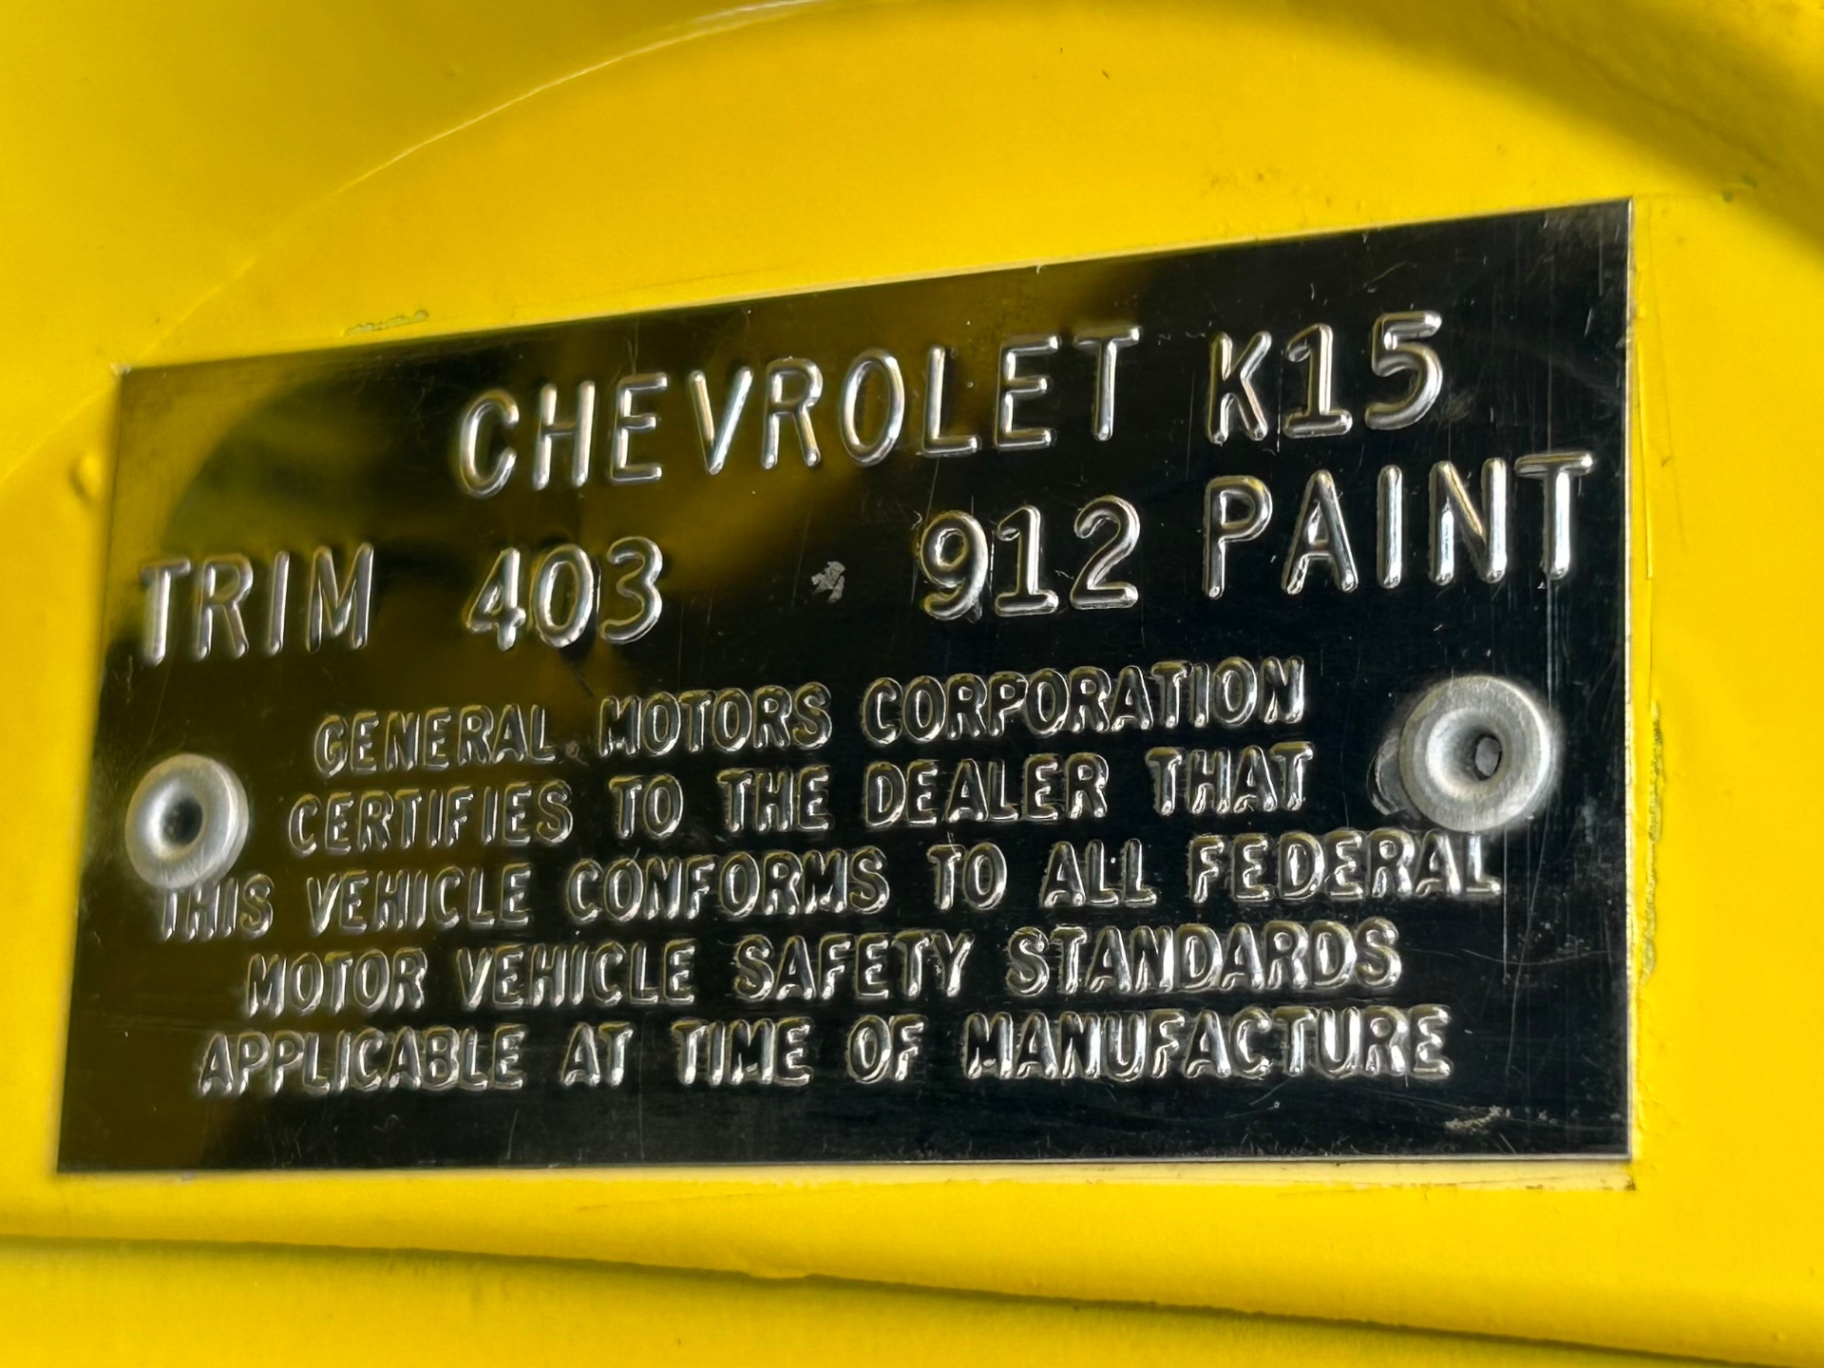 CHEVROLET K15
TRIM 403 912 PAINT
GENERAL MOTORS CORPORATION
CERTIFIES TO THE DEALER THAT
THIS VEHICLE CONFORMS TO ALL FEDERAL
MOTOR VEHICLE SAFETY STANDARDS
APPLICABLE AT TIME OF MANUFACTURE